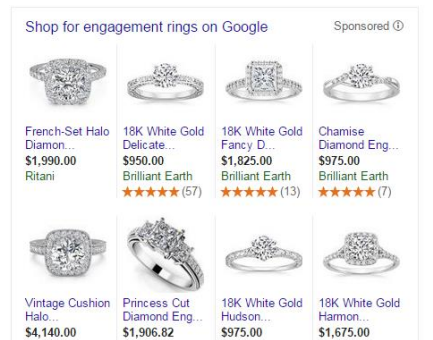 Shop for engagement rings on Google
Sponsored
French-Set Halo Diamon...
$1,990.00
Ritani
18K White Gold Delicate...
$950.00
Brilliant Earth
(57)
18K White Gold Fancy D...
$1,825.00
Brilliant Earth
(13)
Chamise Diamond Eng...
$975.00
Brilliant Earth
(7)
Vintage Cushion Halo...
$4,140.00
Princess Cut Diamond Eng...
$1,906.82
18K White Gold Hudson...
$975.00
18K White Gold Harmon...
$1,675.00